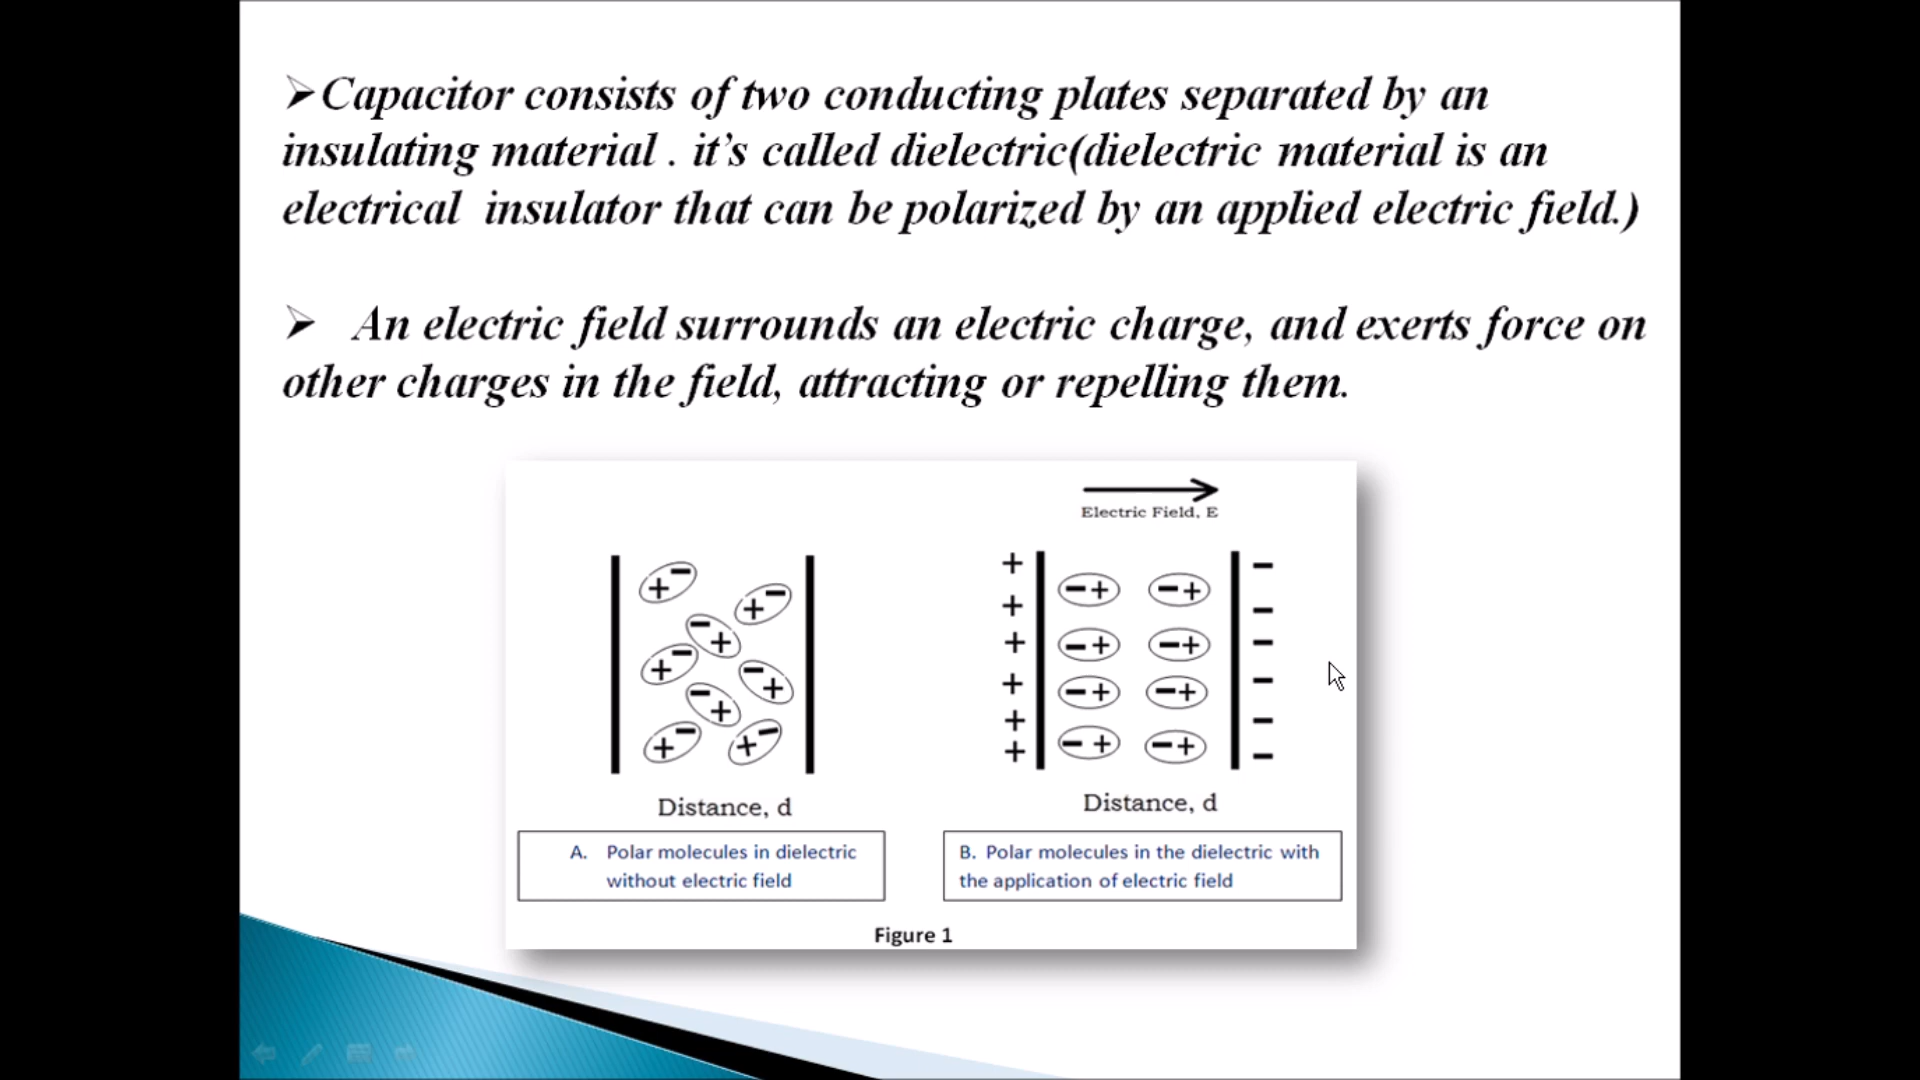 ➢Capacitor consists of two conducting plates separated by an
insulating material . it’s called dielectric(dielectric material is an
electrical insulator that can be polarized by an applied electric field.)
➢ An electric field surrounds an electric charge, and exerts force on
other charges in the field, attracting or repelling them.
Electric Field, E
Distance, d
Distance, d
A. Polar molecules in dielectric
without electric field
B. Polar molecules in the dielectric with
the application of electric field
Figure 1